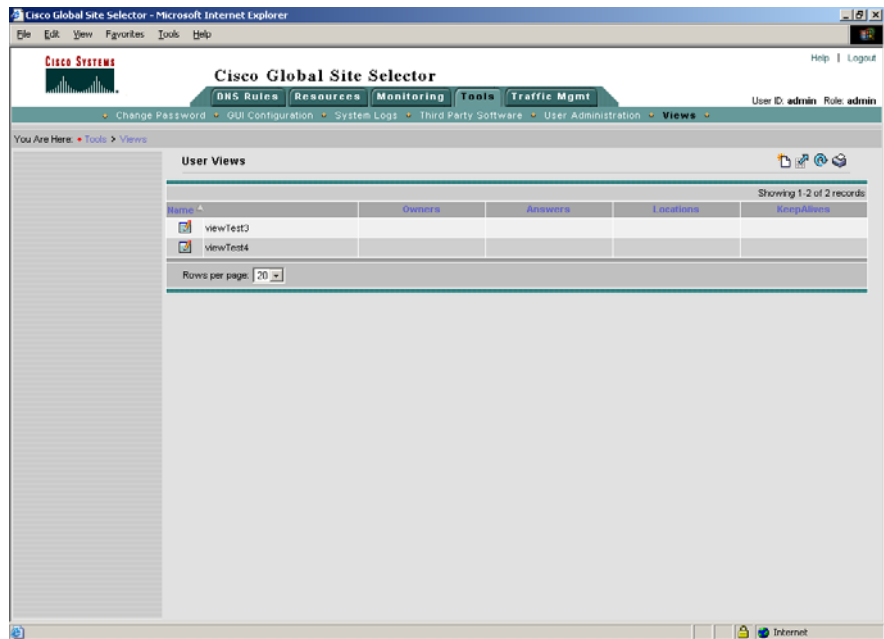 Cisco Global Site Selector - Microsoft Internet Explorer
File Edit View Favorites Tools Help
CISCO SYSTEMS
Help | Logout
Cisco Global Site Selector
DNS Rules Resources Monitoring Tools Traffic Mgmt
User ID: admin Role: admin
Change Password GUI Configuration System Logs Third Party Software User Administration Views
You Are Here: • Tools > Views
User Views
Showing 1-2 of 2 records
Name Owners Answers Locations KeepAlives
viewTest3
viewTest4
Rows per page: 20
Internet